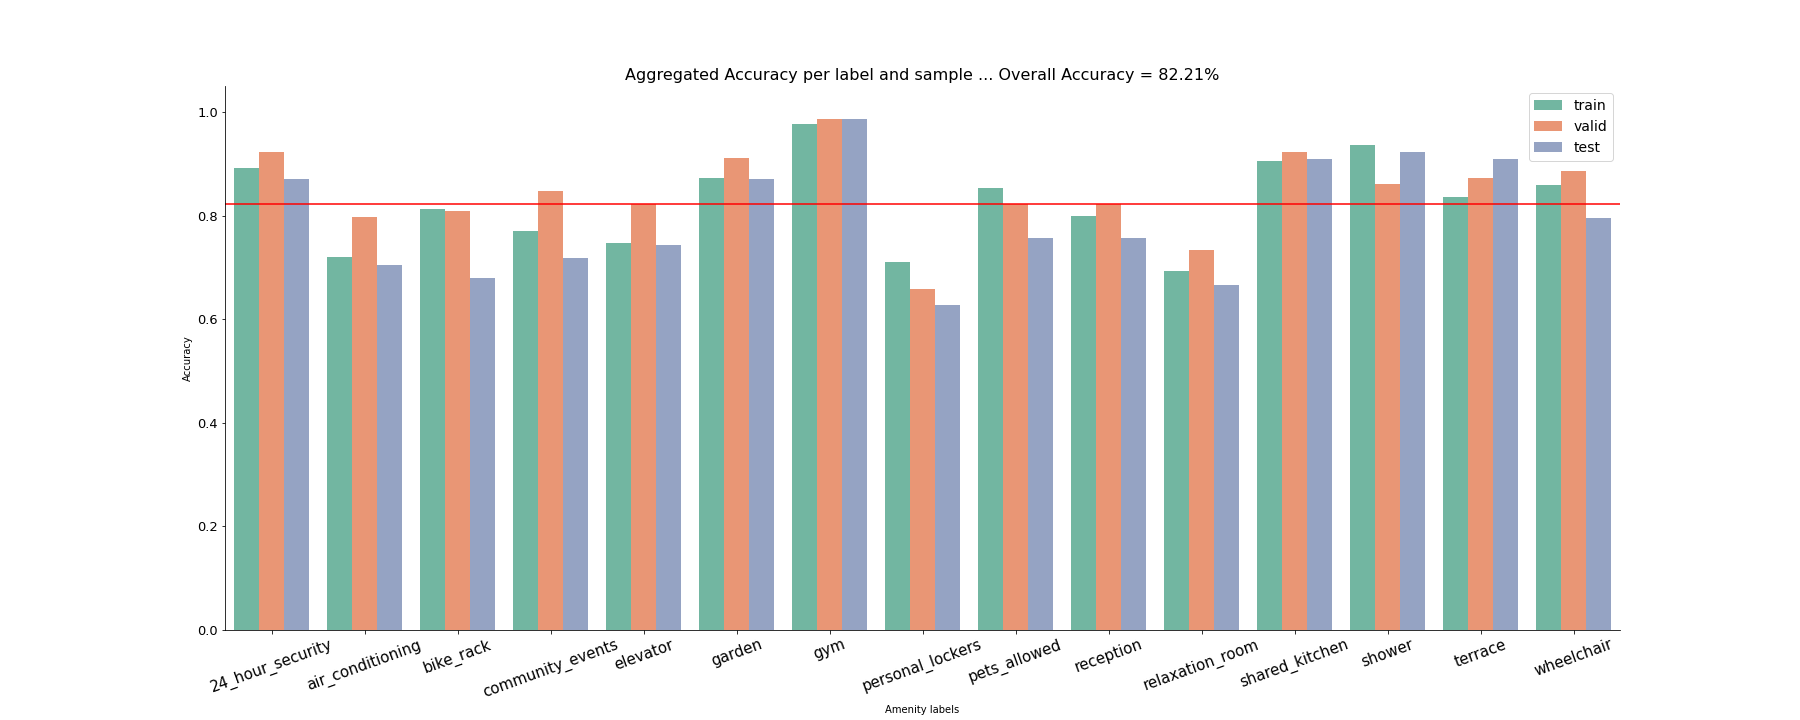 Aggregated Accuracy per label and sample ... Overall Accuracy = 82.21%
train
valid
test
1.0
0.8
0.6
0.4
0.2
0.0
Accuracy
24_hour_security
air_conditioning
bike_rack
community_events
elevator
garden
gym
personal_lockers
pets_allowed
reception
relaxation_room
shared_kitchen
shower
terrace
wheelchair
Amenity labels